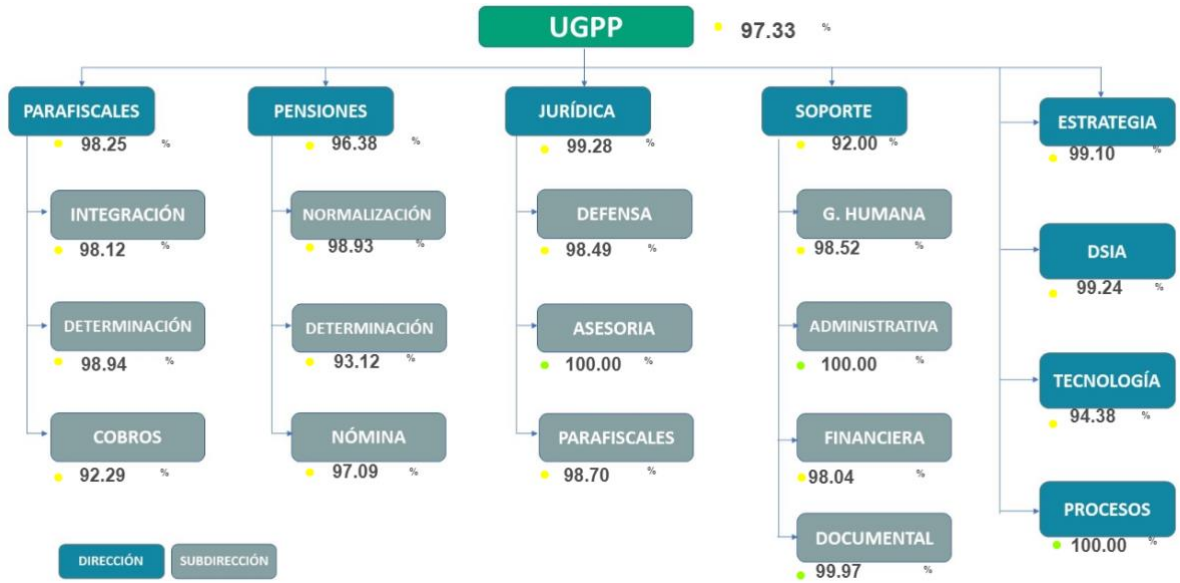 UGPP
97.33 %
PARAFISCALES
98.25 %
INTEGRACIÓN
98.12 %
DETERMINACIÓN
98.94 %
COBROS
92.29 %
PENSIONES
96.38 %
NORMALIZACIÓN
98.93 %
DETERMINACIÓN
93.12 %
NÓMINA
97.09 %
JURÍDICA
99.28 %
DEFENSA
98.49 %
ASESORIA
100.00 %
PARAFISCALES
98.70 %
SOPORTE
92.00 %
G. HUMANA
98.52 %
ADMINISTRATIVA
100.00 %
FINANCIERA
98.04 %
DOCUMENTAL
99.97 %
ESTRATEGIA
99.10 %
DSIA
99.24 %
TECNOLOGÍA
94.38 %
PROCESOS
100.00 %
DIRECCIÓN
SUBDIRECCIÓN